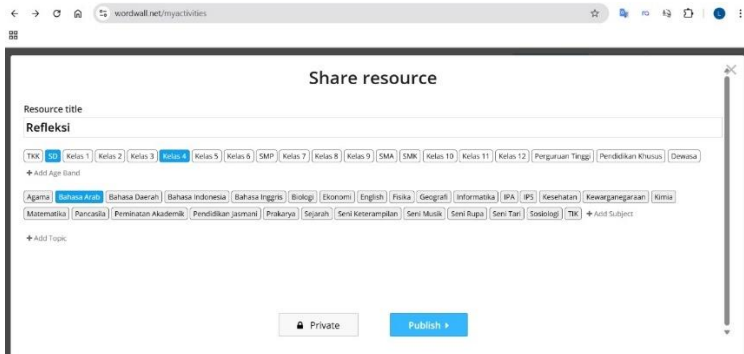 wordwall.net/myactivities
Share resource
Resource title
Refleksi
TKK SD Kelas 1 Kelas 2 Kelas 3 Kelas 4 Kelas 5 Kelas 6 SMP Kelas 7 Kelas 8 Kelas 9 SMA SMK Kelas 10 Kelas 11 Kelas 12 Perguruan Tinggi Pendidikan Khusus Dewasa
+ Add Age Band
Agama Bahasa Arab Bahasa Daerah Bahasa Indonesia Bahasa Inggris Biologi Ekonomi English Fisika Geografi Informatika IPA IPS Kesehatan Kewarganegaraan Kimia
Matematika Pancasila Peminatan Akademik Pendidikan Jasmani Prakarya Sejarah Seni Keterampilan Seni Musik Seni Rupa Seni Tari Sosiologi TIK + Add Subject
+ Add Topic
Private Publish